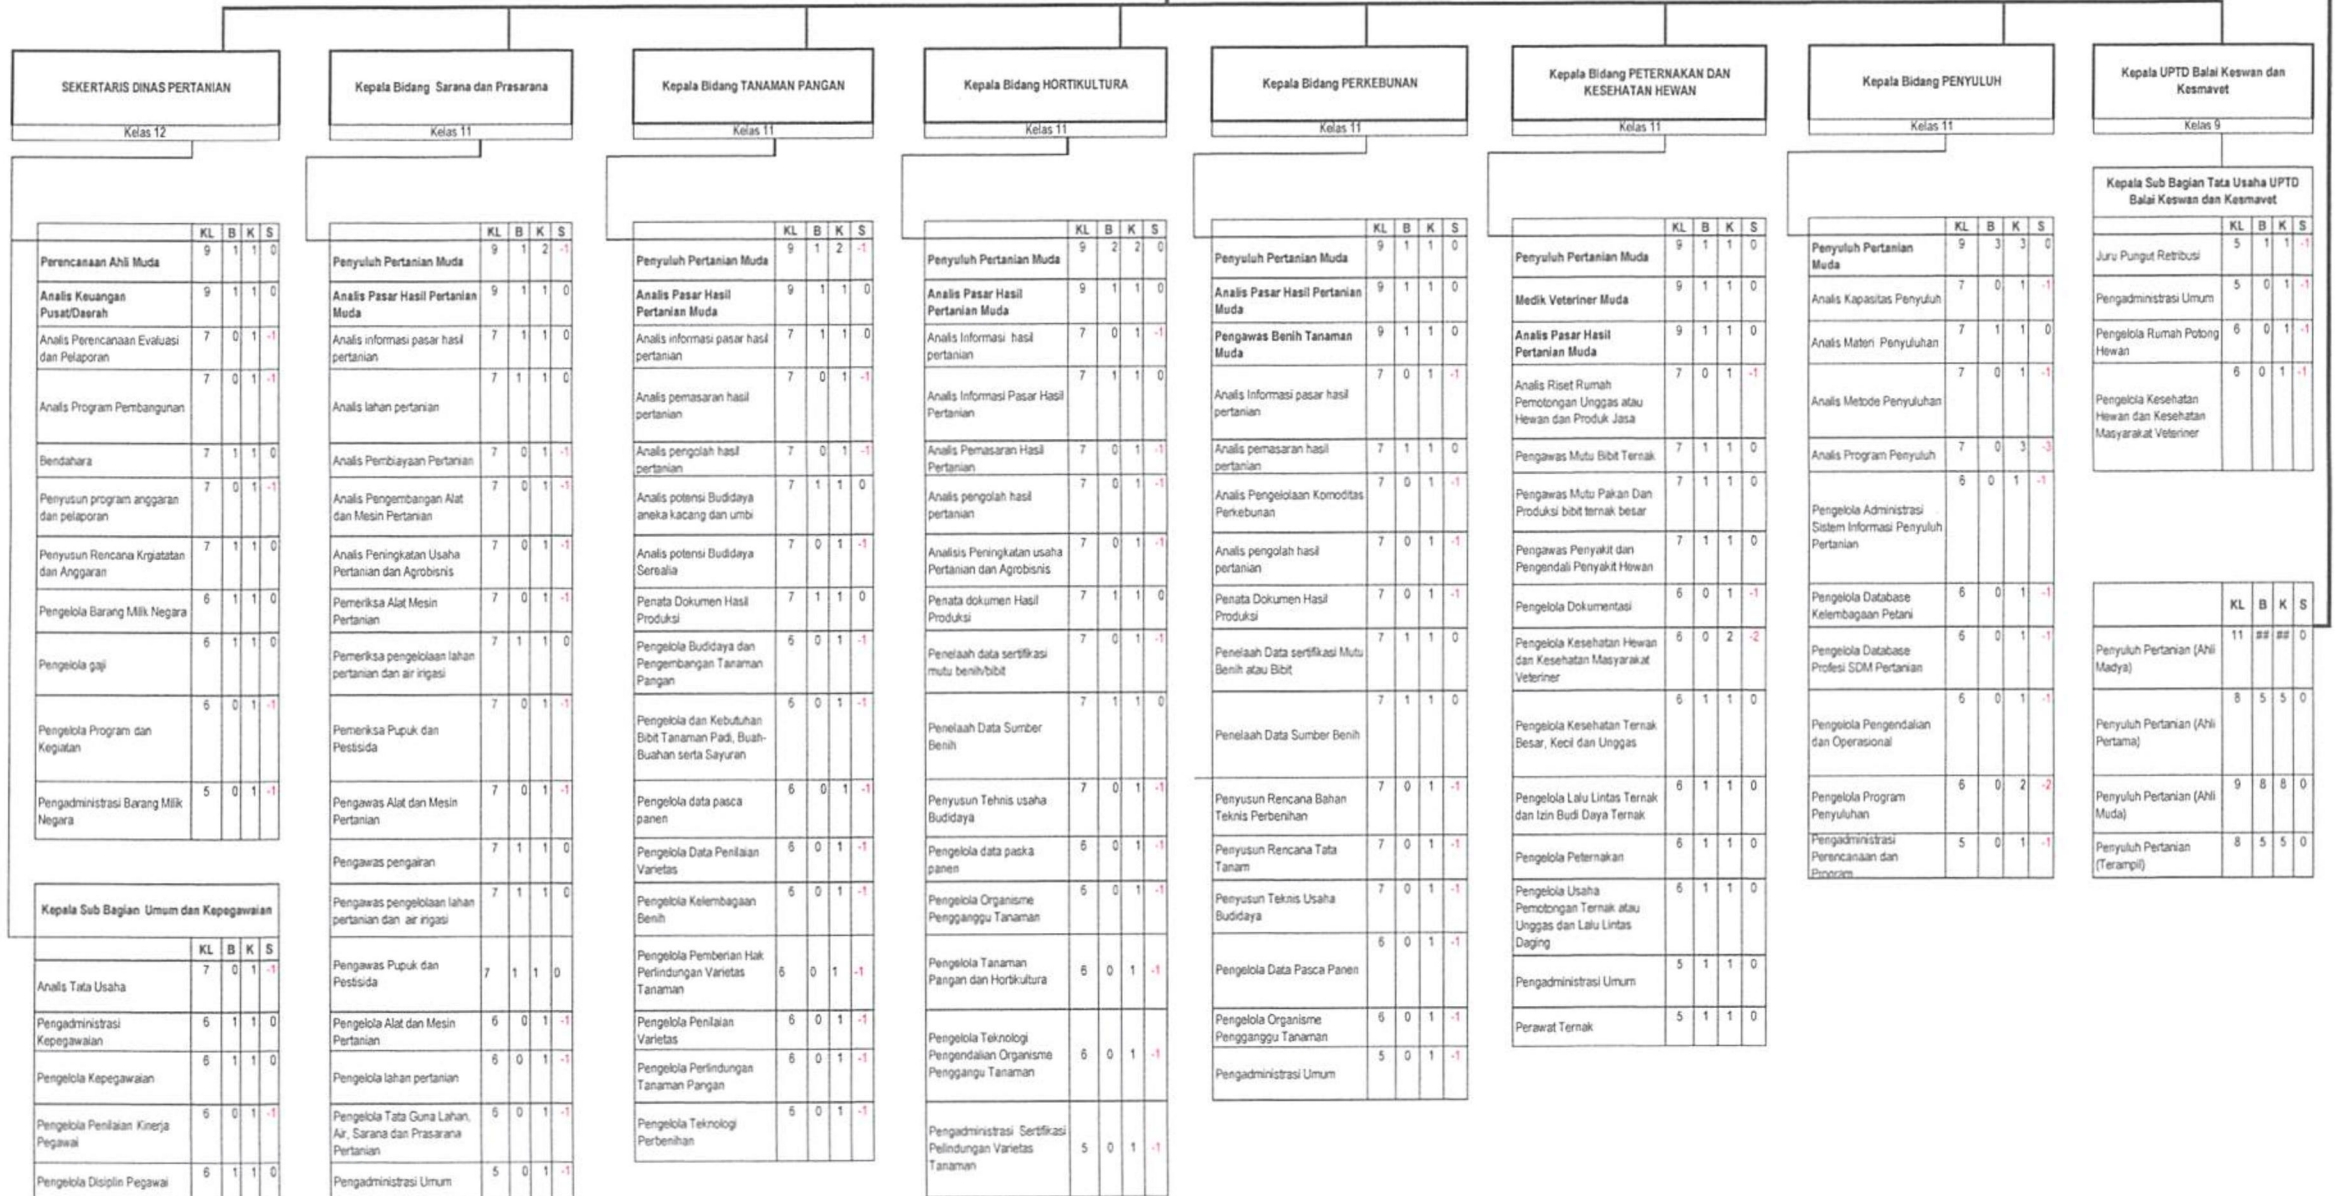 SEKERTARIS DINAS PERTANIAN
Kelas 12
KL B K S
Perencanaan Ahli Muda 9 1 1 0
Analis Keuangan 9 1 1 0
Pusat/Daerah
Analis Perencanaan Evaluasi 7 0 1 -1
dan Pelaporan
Analis Program Pembangunan 7 0 1 -1
Bendahara 7 1 1 0
Penyusun program anggaran 7 0 1 -1
dan pelaporan
Penyusun Rencana Krgiatatan 7 1 1 0
dan Anggaran
Pengelola Barang Milik Negara 6 1 1 0
Pengelola gaji 6 1 1 0
Pengelola Program dan 6 0 1 -1
Kegiatan
Pengadministrasi Barang Milik 5 0 1 -1
Negara
Kepala Sub Bagian Umum dan Kepegawaian
KL B K S
Analis Tata Usaha 7 0 1 -1
Pengadministrasi 6 1 1 0
Kepegawaian
Pengelola Kepegawaian 6 1 1 0
Pengelola Penilaian Kinerja 6 0 1 -1
Pegawai
Pengelola Disiplin Pegawai 6 1 1 0
Kepala Bidang Sarana dan Prasarana
Kelas 11
KL B K S
Penyuluh Pertanian Muda 9 1 2 -1
Analis Pasar Hasil Pertanian 9 1 1 0
Muda
Analis informasi pasar hasil 7 1 1 0
pertanian
Analis lahan pertanian 7 1 1 0
Analis Pembiayaan Pertanian 7 0 1 -1
Analis Pengembangan Alat 7 0 1 -1
dan Mesin Pertanian
Analis Peningkatan Usaha 7 0 1 -1
Pertanian dan Agrobisnis
Pemeriksa Alat Mesin 7 0 1 -1
Pertanian
Pemeriksa pengelolaan lahan 7 1 1 0
pertanian dan air irigasi
Pemeriksa Pupuk dan 7 0 1 -1
Pestisida
Pengawas Alat dan Mesin 7 0 1 -1
Pertanian
Pengawas pengairan 7 1 1 0
Pengawas pengelolaan lahan 7 1 1 0
pertanian dan air irigasi
Pengawas Pupuk dan 7 1 1 0
Pestisida
Pengelola Alat dan Mesin 6 0 1 -1
Pertanian
Pengelola lahan pertanian 6 0 1 -1
Pengelola Tata Guna Lahan, 6 0 1 -1
Air, Sarana dan Prasarana
Pertanian
Pengadministrasi Umum 5 0 1 -1
Kepala Bidang TANAMAN PANGAN
Kelas 11
KL B K S
Penyuluh Pertanian Muda 9 1 2 -1
Analis Pasar Hasil 9 1 1 0
Pertanian Muda
Analis informasi pasar hasil 7 1 1 0
pertanian
Analis pemasaran hasil 7 0 1 -1
pertanian
Analis pengolah hasil 7 0 1 -1
pertanian
Analis potensi Budidaya 7 1 1 0
aneka kacang dan umbi
Analis potensi Budidaya 7 0 1 -1
Serealia
Penata Dokumen Hasil 7 1 1 0
Produksi
Pengelola Budidaya dan 6 0 1 -1
Pengembangan Tanaman
Pangan
Pengelola dan Kebutuhan 6 0 1 -1
Bibit Tanaman Padi, Buah-
Buahan serta Sayuran
Pengelola data pasca 6 0 1 -1
panen
Pengelola Data Penilaian 6 0 1 -1
Varietas
Pengelola Kelembagaan 6 0 1 -1
Benih
Pengelola Pemberian Hak
Perlindungan Varietas 6 0 1 -1
Tanaman
Pengelola Penilaian 6 0 1 -1
Varietas
Pengelola Perlindungan 6 0 1 -1
Tanaman Pangan
Pengelola Teknologi 6 0 1 -1
Perbenihan
Kepala Bidang HORTIKULTURA
Kelas 11
KL B K S
Penyuluh Pertanian Muda 9 2 2 0
Analis Pasar Hasil 9 1 1 0
Pertanian Muda
Analis Informasi hasil 7 0 1 -1
pertanian
Analis Informasi Pasar Hasil 7 1 1 0
Pertanian
Analis Pemasaran Hasil 7 0 1 -1
Pertanian
Analis pengolah hasil 7 0 1 -1
pertanian
Analisis Peningkatan usaha 7 0 1 -1
Pertanian dan Agrobisnis
Penata dokumen Hasil 7 1 1 0
Produksi
Penelaah data sertifikasi 7 0 1 -1
mutu benih/bibit
Penelaah Data Sumber 7 1 1 0
Benih
Penyusun Tehnis usaha 7 0 1 -1
Budidaya
Pengelola data paska 6 0 1 -1
panen
Pengelola Organisme 6 0 1 -1
Pengganggu Tanaman
Pengelola Tanaman 6 0 1 -1
Pangan dan Hortikultura
Pengelola Teknologi
Pengendalian Organisme 6 0 1 -1
Penggangu Tanaman
Pengadministrasi Sertifikasi
Pelindungan Varietas 5 0 1 -1
Tanaman
Kepala Bidang PERKEBUNAN
Kelas 11
KL B K S
Penyuluh Pertanian Muda 9 1 1 0
Analis Pasar Hasil Pertanian 9 1 1 0
Muda
Pengawas Benih Tanaman 9 1 1 0
Muda
Analis Informasi pasar hasil 7 0 1 -1
pertanian
Analis pemasaran hasil 7 1 1 0
pertanian
Analis Pengelolaan Komoditas 7 0 1 -1
Perkebunan
Analis pengolah hasil 7 0 1 -1
pertanian
Penata Dokumen Hasil 7 0 1 -1
Produksi
Penelaah Data sertifikasi Mutu 7 1 1 0
Benih atau Bibit
Penelaah Data Sumber Benih 7 1 1 0
Penyusun Rencana Bahan 7 0 1 -1
Teknis Perbenihan
Penyusun Rencana Tata 7 0 1 -1
Tanam
Penyusun Teknis Usaha 7 0 1 -1
Budidaya
Pengelola Data Pasca Panen 6 0 1 -1
Pengelola Organisme 6 0 1 -1
Pengganggu Tanaman
Pengadministrasi Umum 5 0 1 -1
Kepala Bidang PETERNAKAN DAN
KESEHATAN HEWAN
Kelas 11
KL B K S
Penyuluh Pertanian Muda 9 1 1 0
Medik Veteriner Muda 9 1 1 0
Analis Pasar Hasil 9 1 1 0
Pertanian Muda
Analis Riset Rumah 7 0 1 -1
Pemotongan Unggas atau
Hewan dan Produk Jasa
Pengawas Mutu Bibit Ternak 7 1 1 0
Pengawas Mutu Pakan Dan 7 1 1 0
Produksi bibit ternak besar
Pengawas Penyakit dan 7 1 1 0
Pengendali Penyakit Hewan
Pengelola Dokumentasi 6 0 1 -1
Pengelola Kesehatan Hewan 6 0 2 -2
dan Kesehatan Masyarakat
Veteriner
Pengelola Kesehatan Ternak 6 1 1 0
Besar, Kecil dan Unggas
Pengelola Lalu Lintas Ternak 6 1 1 0
dan Izin Budi Daya Ternak
Pengelola Peternakan 6 1 1 0
Pengelola Usaha 6 1 1 0
Pemotongan Ternak atau
Unggas dan Lalu Lintas
Daging
Pengadministrasi Umum 5 1 1 0
Perawat Ternak 5 1 1 0
Kepala Bidang PENYULUH
Kelas 11
KL B K S
Penyuluh Pertanian 9 3 3 0
Muda
Analis Kapasitas Penyuluh 7 0 1 -1
Analis Materi Penyuluhan 7 1 1 0
Analis Metode Penyuluhan 7 0 1 -1
Analis Program Penyuluh 7 0 3 -3
Pengelola Administrasi 6 0 1 -1
Sistem Informasi Penyuluh
Pertanian
Pengelola Database 6 0 1 -1
Kelembagaan Petani
Pengelola Database 6 0 1 -1
Profesi SDM Pertanian
Pengelola Pengendalian 6 0 1 -1
dan Operasional
Pengelola Program 6 0 2 -2
Penyuluhan
Pengadministrasi 5 0 1 -1
Perencanaan dan
Program
Kepala UPTD Balai Keswan dan
Kesmavet
Kelas 9
Kepala Sub Bagian Tata Usaha UPTD
Balai Keswan dan Kesmavet
KL B K S
Juru Pungut Retribusi 5 1 1 -1
Pengadministrasi Umum 5 0 1 -1
Pengelola Rumah Potong 6 0 1 -1
Hewan
Pengelola Kesehatan 6 0 1 -1
Hewan dan Kesehatan
Masyarakat Veteriner
KL B K S
Penyuluh Pertanian (Ahli 11 ## ## 0
Madya)
Penyuluh Pertanian (Ahli 8 5 5 0
Pertama)
Penyuluh Pertanian (Ahli 9 8 8 0
Muda)
Penyuluh Pertanian 8 5 5 0
(Terampil)